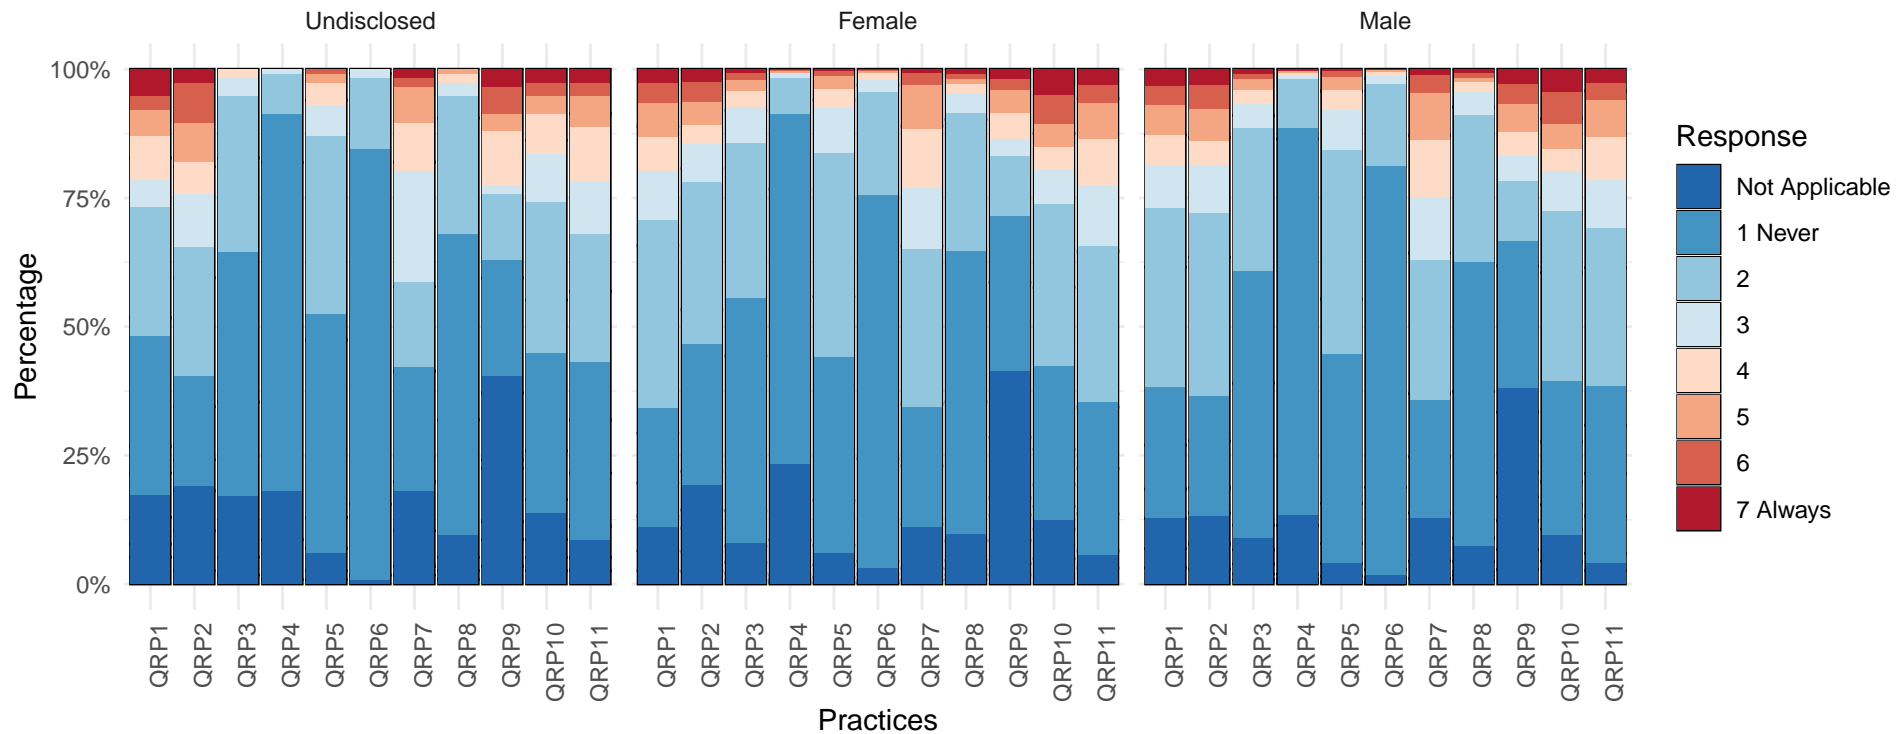 Undisclosed Female Male
Percentage
100%
75%
50%
25%
0%
QRP1 QRP2 QRP3 QRP4 QRP5 QRP6 QRP7 QRP8 QRP9 QRP10 QRP11 QRP1 QRP2 QRP3 QRP4 QRP5 QRP6 QRP7 QRP8 QRP9 QRP10 QRP11 QRP1 QRP2 QRP3 QRP4 QRP5 QRP6 QRP7 QRP8 QRP9 QRP10 QRP11
Practices
Response
Not Applicable
1 Never
2
3
4
5
6
7 Always